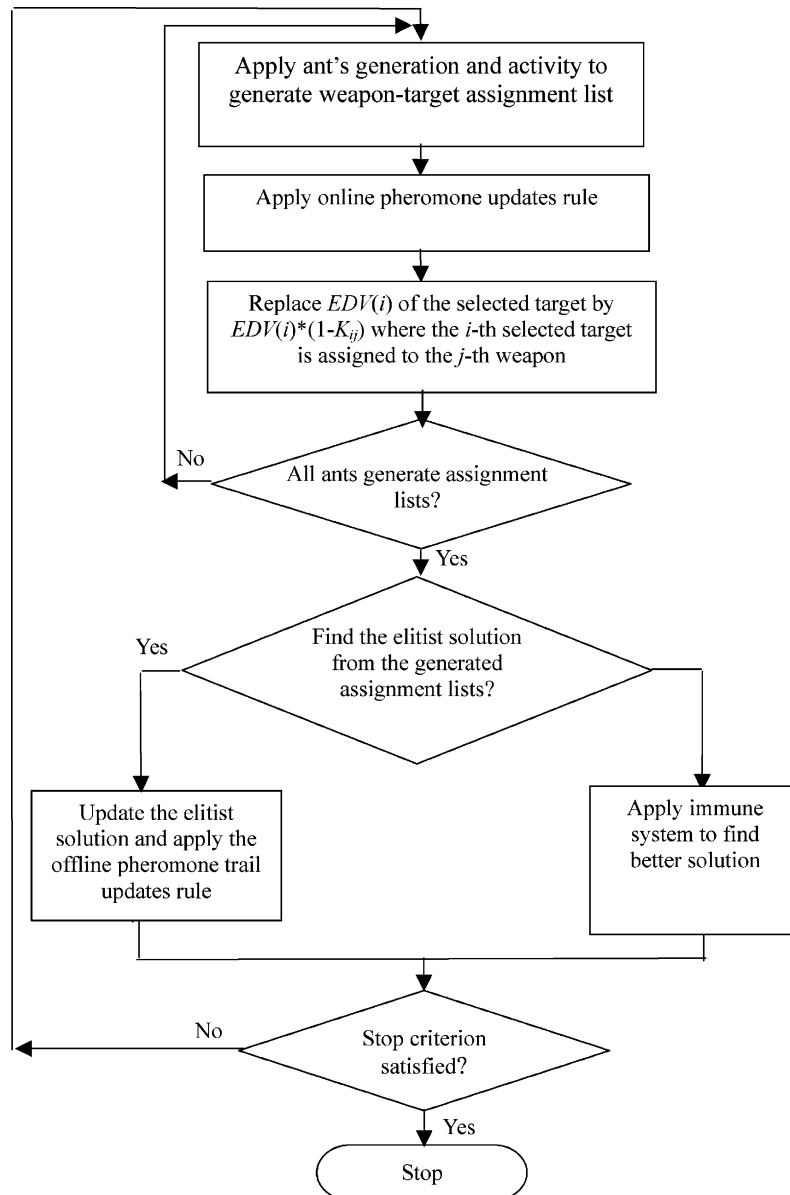 Apply ant's generation and activity to
generate weapon-target assignment list
Apply online pheromone updates rule
Replace EDV(i) of the selected target by
EDV(i)*(1-Kij) where the i-th selected target
is assigned to the j-th weapon
No
All ants generate assignment
lists?
Yes
Yes
Find the elitist solution
from the generated
assignment lists?
Update the elitist
solution and apply the
offline pheromone trail
updates rule
Apply immune
system to find
better solution
No
Stop criterion
satisfied?
Yes
Stop